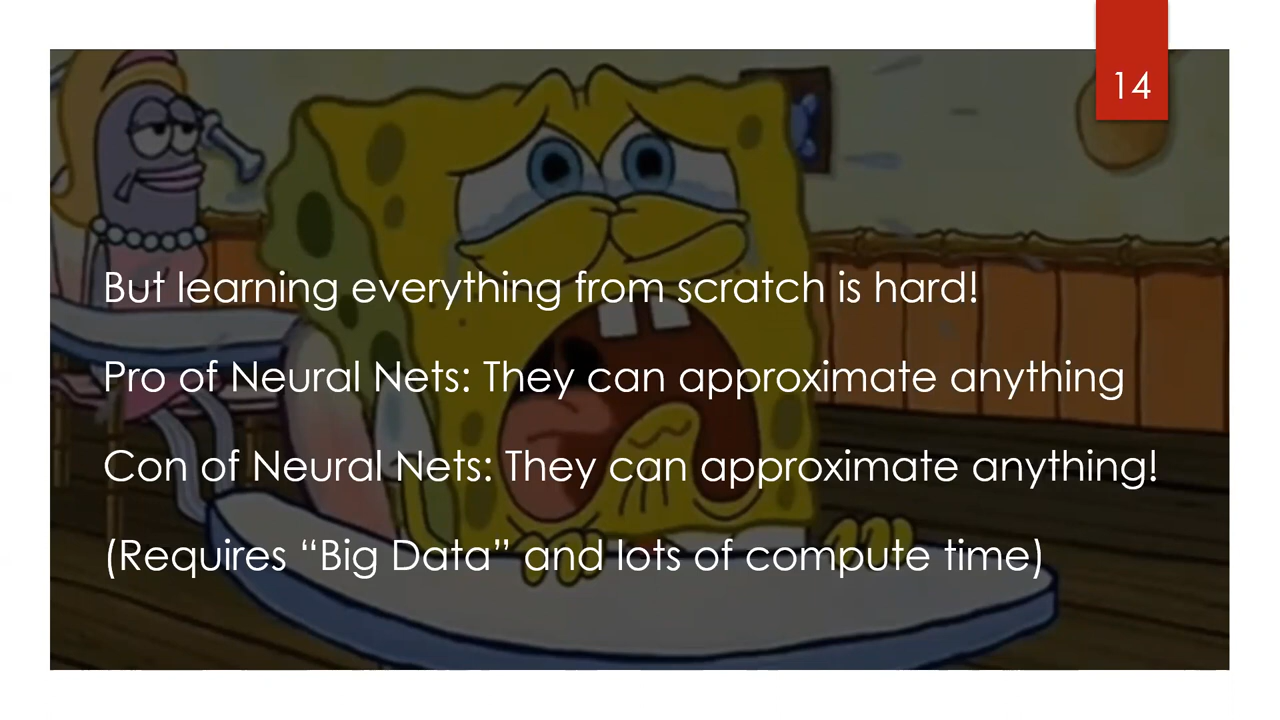 14
But learning everything from scratch is hard!
Pro of Neural Nets: They can approximate anything
Con of Neural Nets: They can approximate anything!
(Requires “Big Data” and lots of compute time)